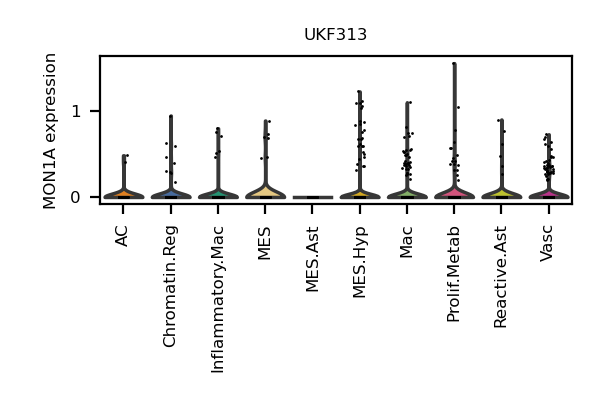 UKF313
MON1A expression
1
0
AC
Chromatin.Reg
Inflammatory.Mac
MES
MES.Ast
MES.Hyp
Mac
Prolif.Metab
Reactive.Ast
Vasc